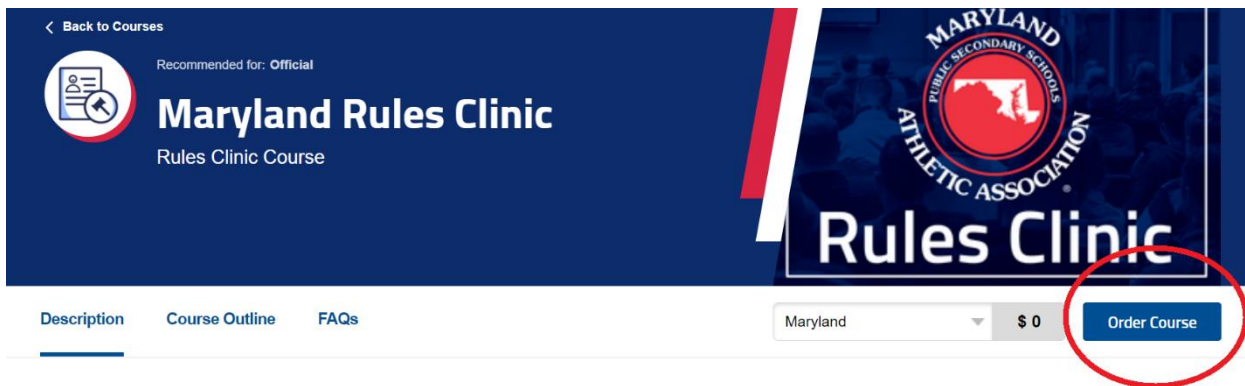 Back to Courses
Recommended for: Official
Maryland Rules Clinic
Rules Clinic Course
MARYLAND
PUBLIC SECONDARY SCHOOLS
ATHLETIC ASSOCIATION
®
Rules Clinic
Description Course Outline FAQs Maryland $ 0 Order Course